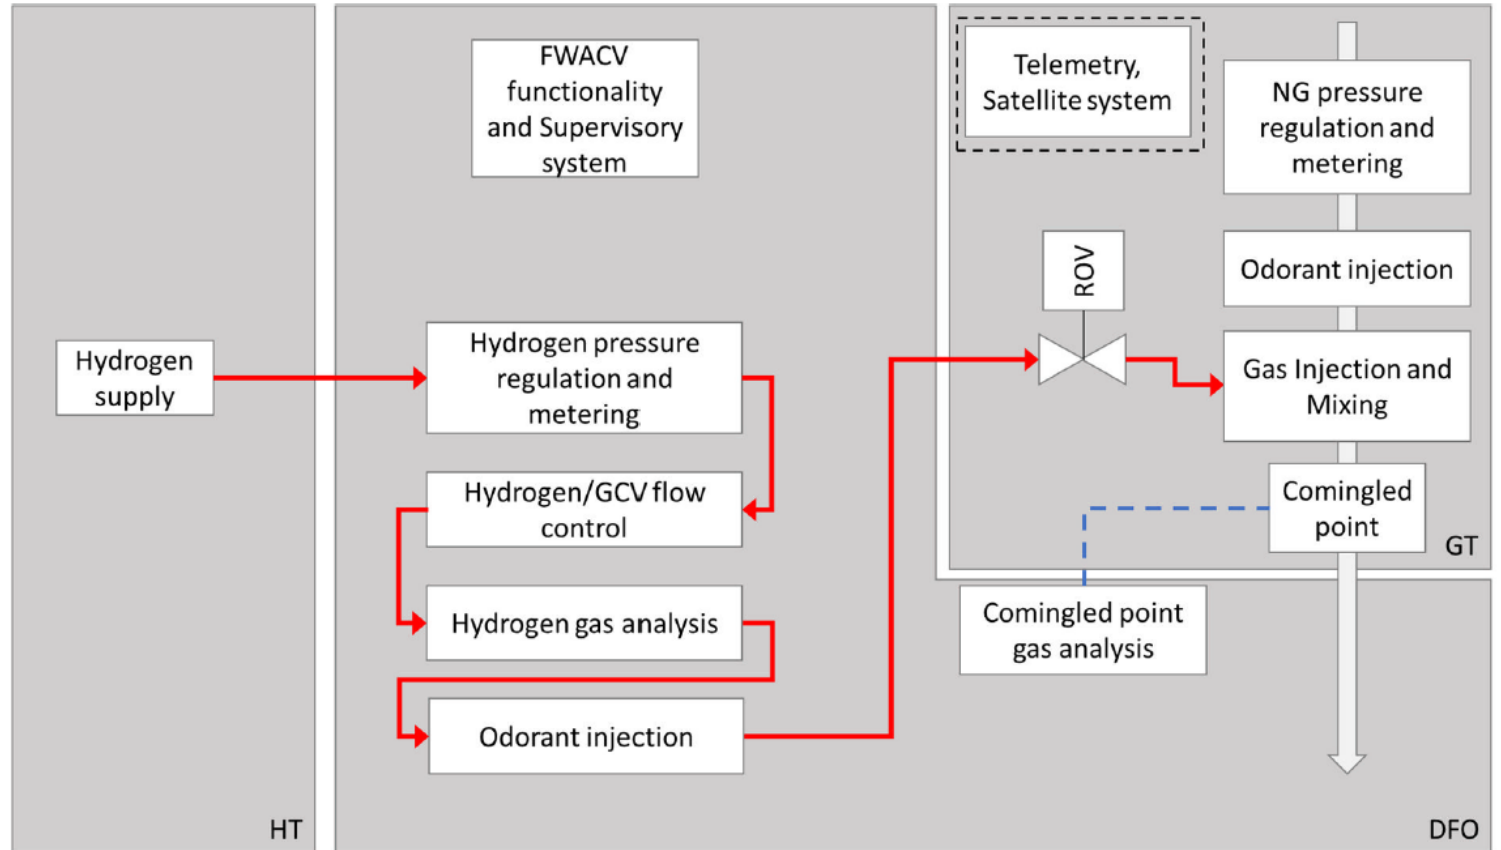 FWACV
functionality
and Supervisory
system
Telemetry,
Satellite system
NG pressure
regulation and
metering
ROV
Odorant injection
Hydrogen
supply
Hydrogen pressure
regulation and
metering
Gas Injection and
Mixing
Hydrogen/GCV flow
control
Comingled
point
GT
Hydrogen gas analysis
Comingled point
gas analysis
Odorant injection
HT
DFO